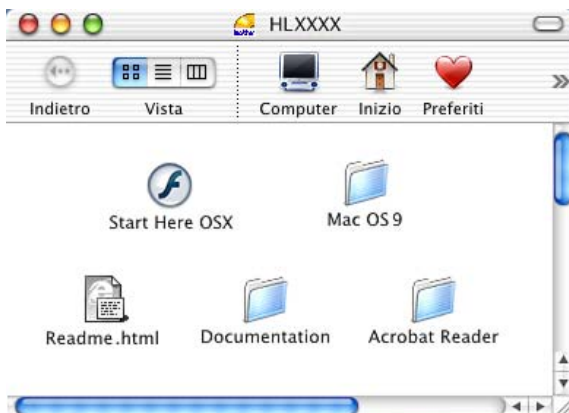 HLXXXX
Indietro Vista Computer Inizio Preferiti
Start Here OSX Mac OS 9
Readme.html Documentation Acrobat Reader